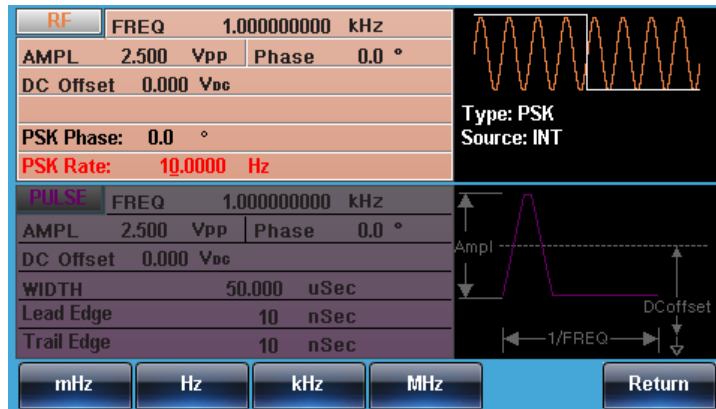 RF FREQ 1.000000000 kHz
AMPL 2.500 Vpp Phase 0.0 °
DC Offset 0.000 VDC
PSK Phase: 0.0 °
PSK Rate: 10.0000 Hz
Type: PSK
Source: INT
PULSE FREQ 1.000000000 kHz
AMPL 2.500 Vpp Phase 0.0 °
DC Offset 0.000 VDC
WIDTH 50.000 uSec
Lead Edge 10 nSec
Trail Edge 10 nSec
Ampl
DCoffset
1/FREQ
mHz Hz kHz MHz Return